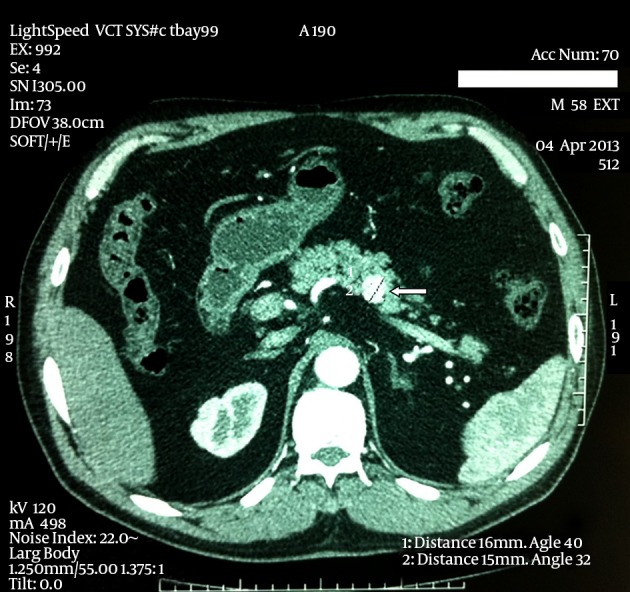 LightSpeed VCT SYS#c tbay99
A 190
EX: 992
Se: 4
SN I305.00
Im: 73
DFOV 38.0cm
SOFT/+/E
Acc Num: 70
M 58 EXT
04 Apr 2013
512
1
2
R
1
9
8
L
1
9
1
kV 120
mA 498
Noise Index: 22.0~
Larg Body
1.250mm/55.00 1.375:1
Tilt: 0.0
1: Distance16mm. Agle 40
2: Distance 15mm. Angle 32